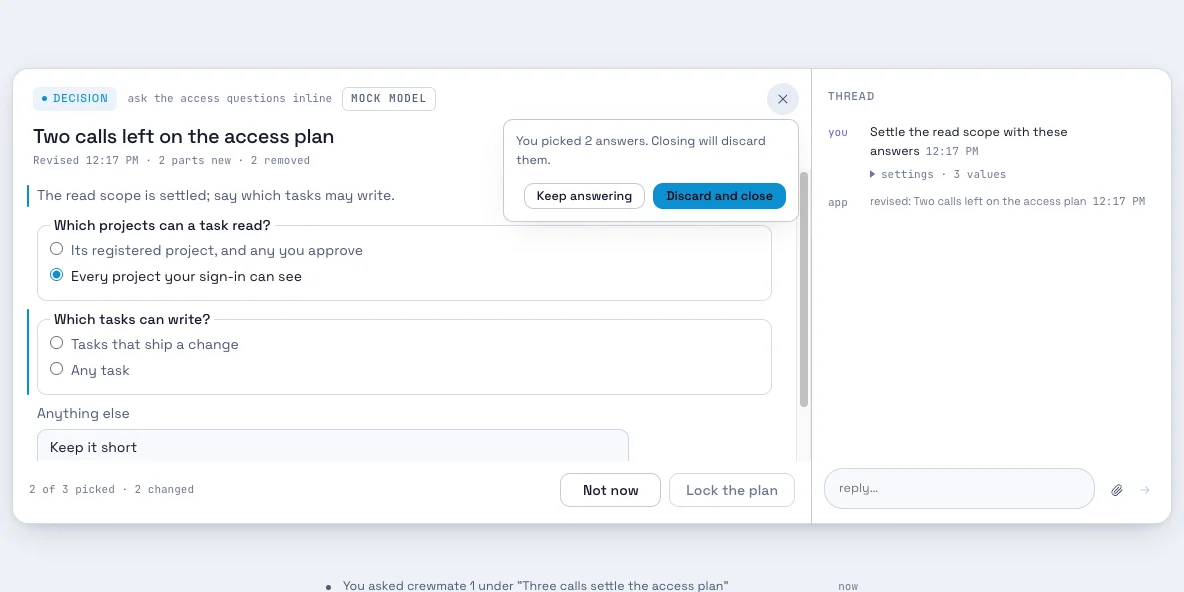 DECISION ask the access questions inline MOCK MODEL
Two calls left on the access plan
Revised 12:17 PM · 2 parts new · 2 removed
You picked 2 answers. Closing will discard
them.
Keep answering Discard and close
The read scope is settled; say which tasks may write.
Which projects can a task read?
Its registered project, and any you approve
Every project your sign-in can see
Which tasks can write?
Tasks that ship a change
Any task
Anything else
Keep it short
2 of 3 picked · 2 changed
Not now Lock the plan
THREAD
you Settle the read scope with these
answers 12:17 PM
settings · 3 values
app revised: Two calls left on the access plan 12:17 PM
reply…
You asked crewmate 1 under "Three calls settle the access plan" now